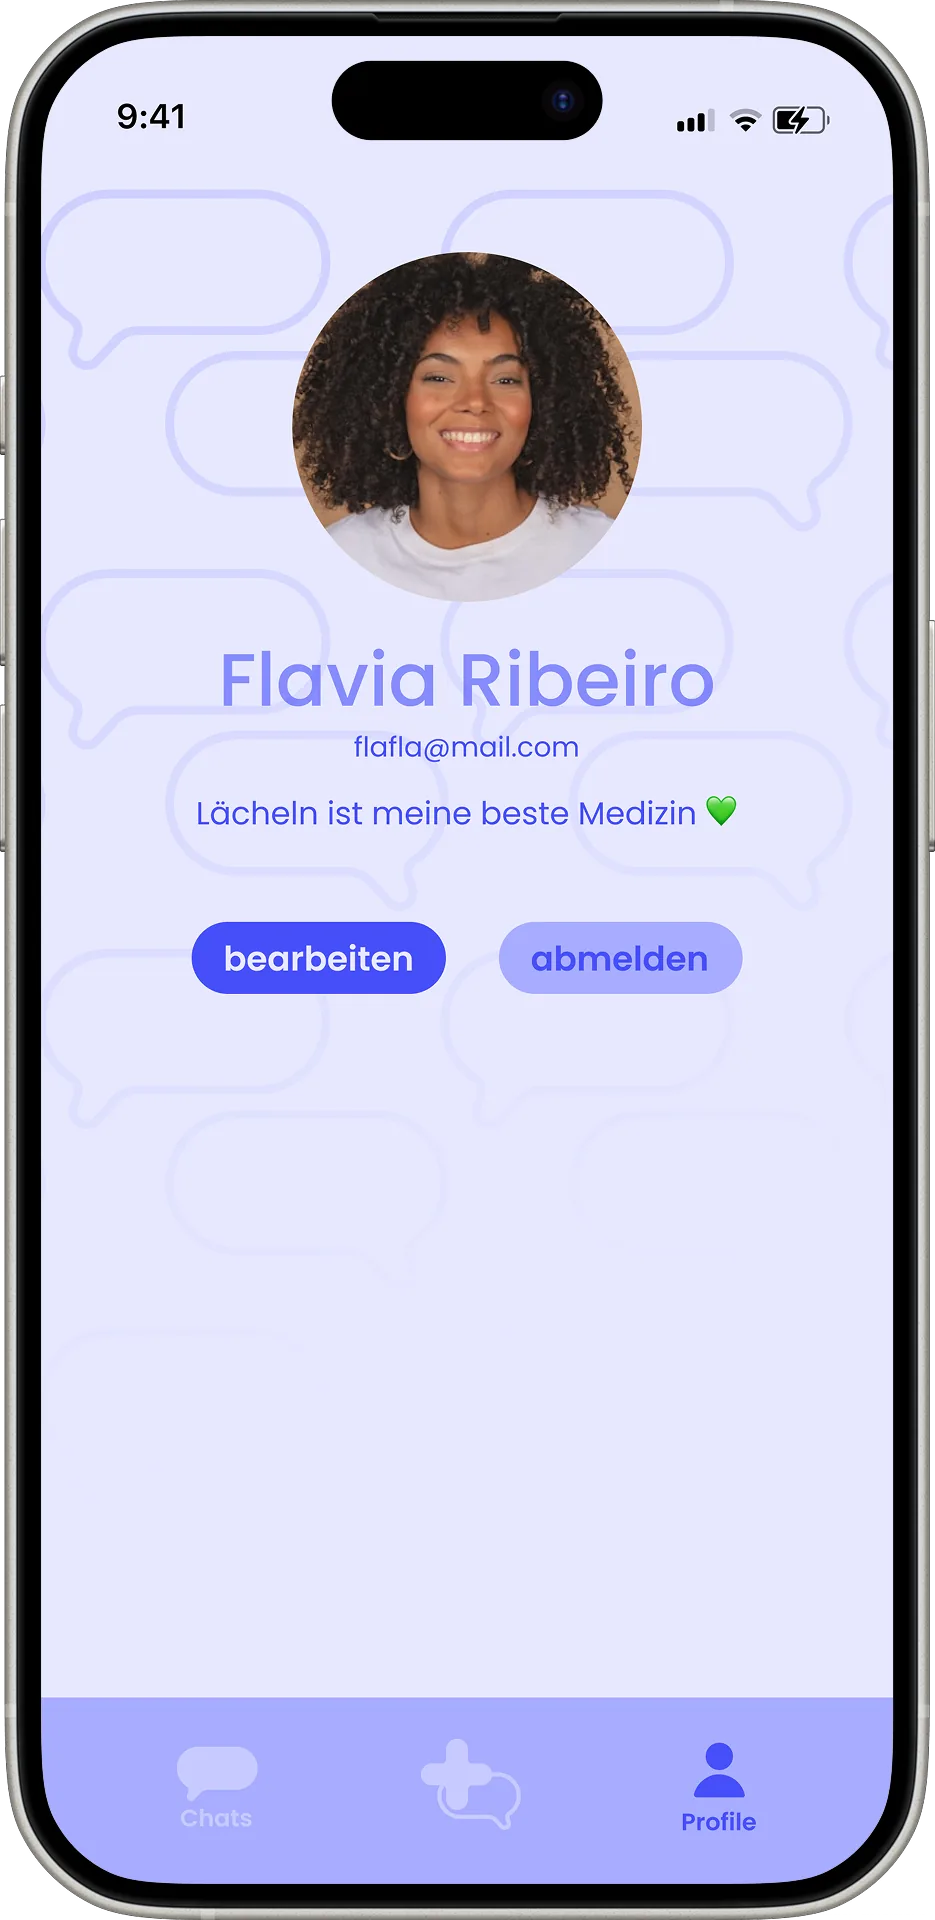 9:41
Flavia Ribeiro
flafla@mail.com
Lächeln ist meine beste Medizin 💚
bearbeiten
abmelden
Chats
Profile